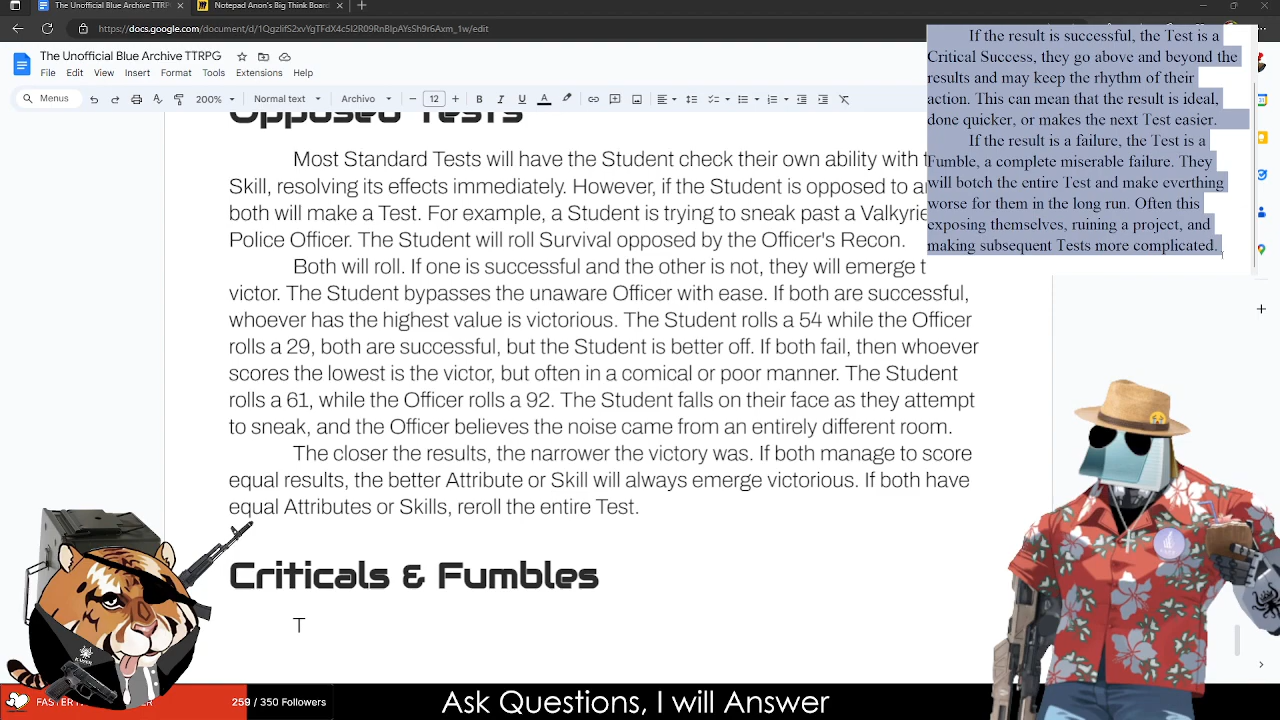 The Unofficial Blue Archive TTRP
Notepad Anon's Big Think Board
https://docs.google.com/document/d/
The Unofficial Blue Archive TTRPG
File Edit View Insert Format Tools Extensions Help
Menus 200% Normal text Archivo 12 B I U A
Opposed Tests
Most Standard Tests will have the Student check their own ability with
Skill, resolving its effects immediately. However, if the Student is opposed to
both will make a Test. For example, a Student is trying to sneak past a Valkyrie
Police Officer. The Student will roll Survival opposed by the Officer's Recon.
Both will roll. If one is successful and the other is not, they will emerge t
victor. The Student bypasses the unaware Officer with ease. If both are successful,
whoever has the highest value is victorious. The Student rolls a 54 while the Officer
rolls a 29, both are successful, but the Student is better off. If both fail, then whoever
scores the lowest is the victor, but often in a comical or poor manner. The Student
rolls a 61, while the Officer rolls a 92. The Student falls on their face as they attempt
to sneak, and the Officer believes the noise came from an entirely different room.
The closer the results, the narrower the victory was. If both manage to score
equal results, the better Attribute or Skill will always emerge victorious. If both have
equal Attributes or Skills, reroll the entire Test.
Criticals & Fumbles
T
If the result is successful, the Test is a
Critical Success, they go above and beyond the
results and may keep the rhythm of their
action. This can mean that the result is ideal,
done quicker, or makes the next Test easier.
If the result is a failure, the Test is a
Fumble, a complete miserable failure. They
will botch the entire Test and make everthing
worse for them in the long run. Often this
exposing themselves, ruining a project, and
making subsequent Tests more complicated.
259 / 350 Followers
Ask Questions, I will Answer